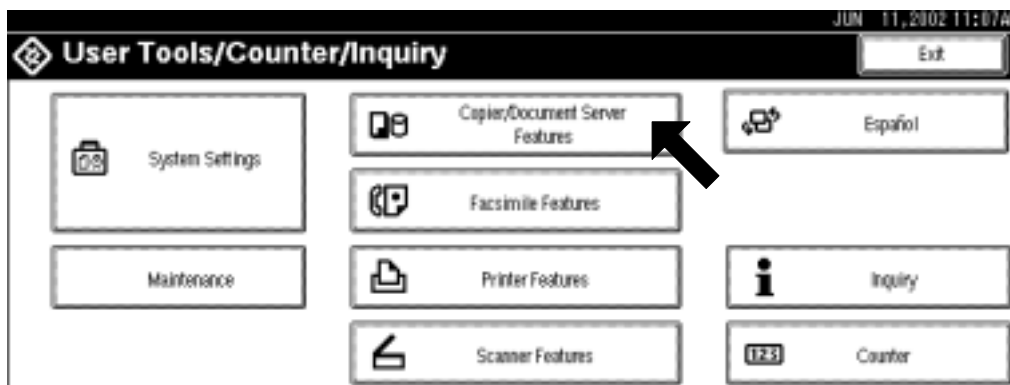 JUN 11,2002 11:07A
User Tools/Counter/Inquiry
Exit
System Settings
Copier/Document Server
Features
Español
Facsimile Features
Maintenance
Printer Features
Inquiry
Scanner Features
Counter
123